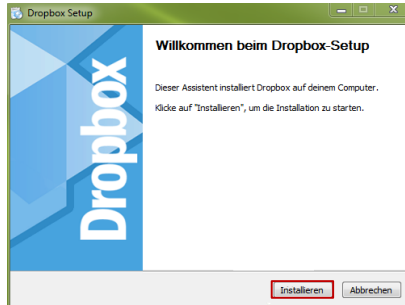 Dropbox Setup
Willkommen beim Dropbox-Setup
Dieser Assistent installiert Dropbox auf deinem Computer.
Klicke auf "Installieren", um die Installation zu starten.
Dropbox
Installieren
Abbrechen